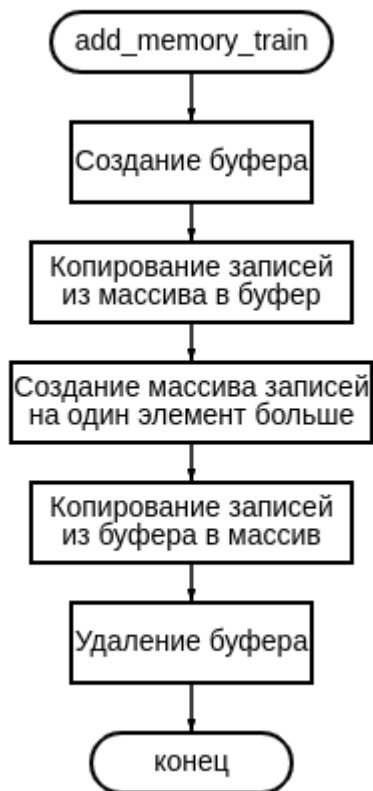 add_memory_train
Создание буфера
Копирование записей
из массива в буфер
Создание массива записей
на один элемент больше
Копирование записей
из буфера в массив
Удаление буфера
конец